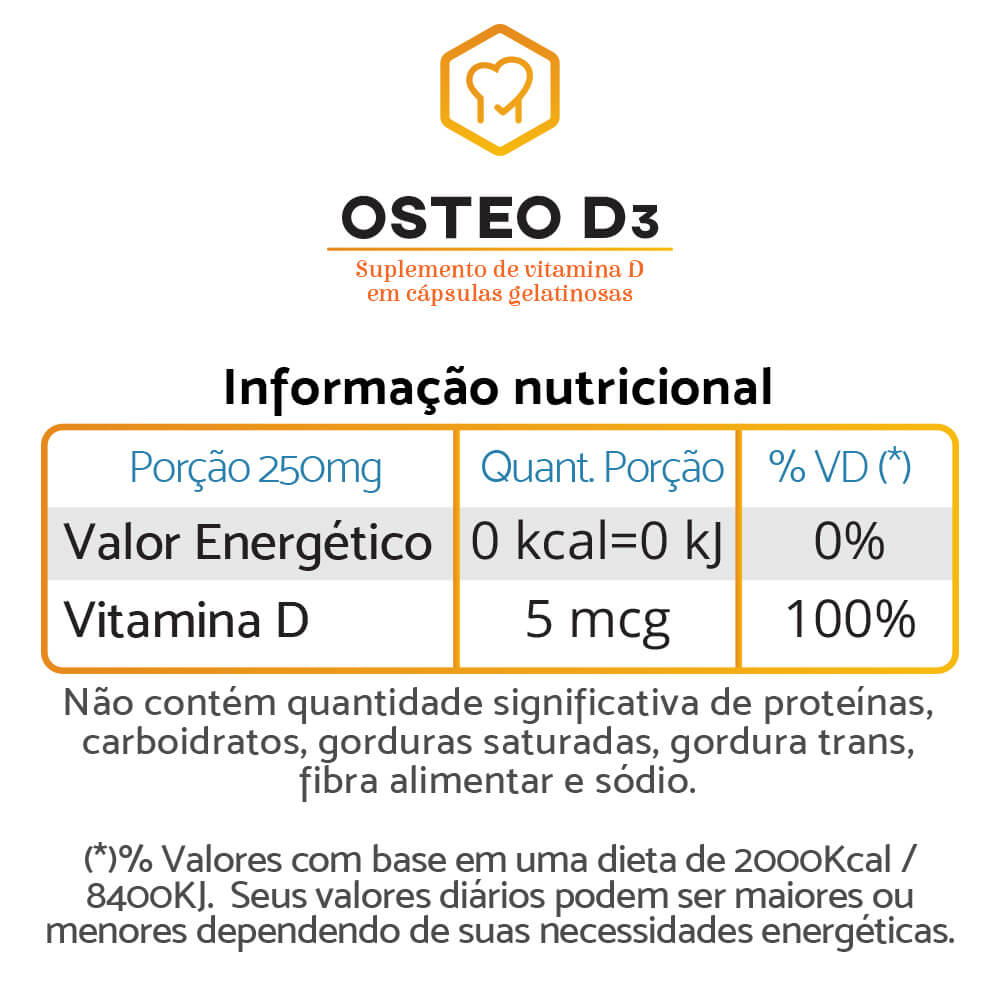 OSTEO D3
Suplemento de vitamina D
em cápsulas gelatinosas
Informação nutricional
Porção 250mg Quant. Porção % VD (*)
Valor Energético 0 kcal=0 kJ 0%
Vitamina D 5 mcg 100%
Não contém quantidade significativa de proteínas,
carboidratos, gorduras saturadas, gordura trans,
fibra alimentar e sódio.
(*)% Valores com base em uma dieta de 2000Kcal /
8400KJ. Seus valores diários podem ser maiores ou
menores dependendo de suas necessidades energéticas.